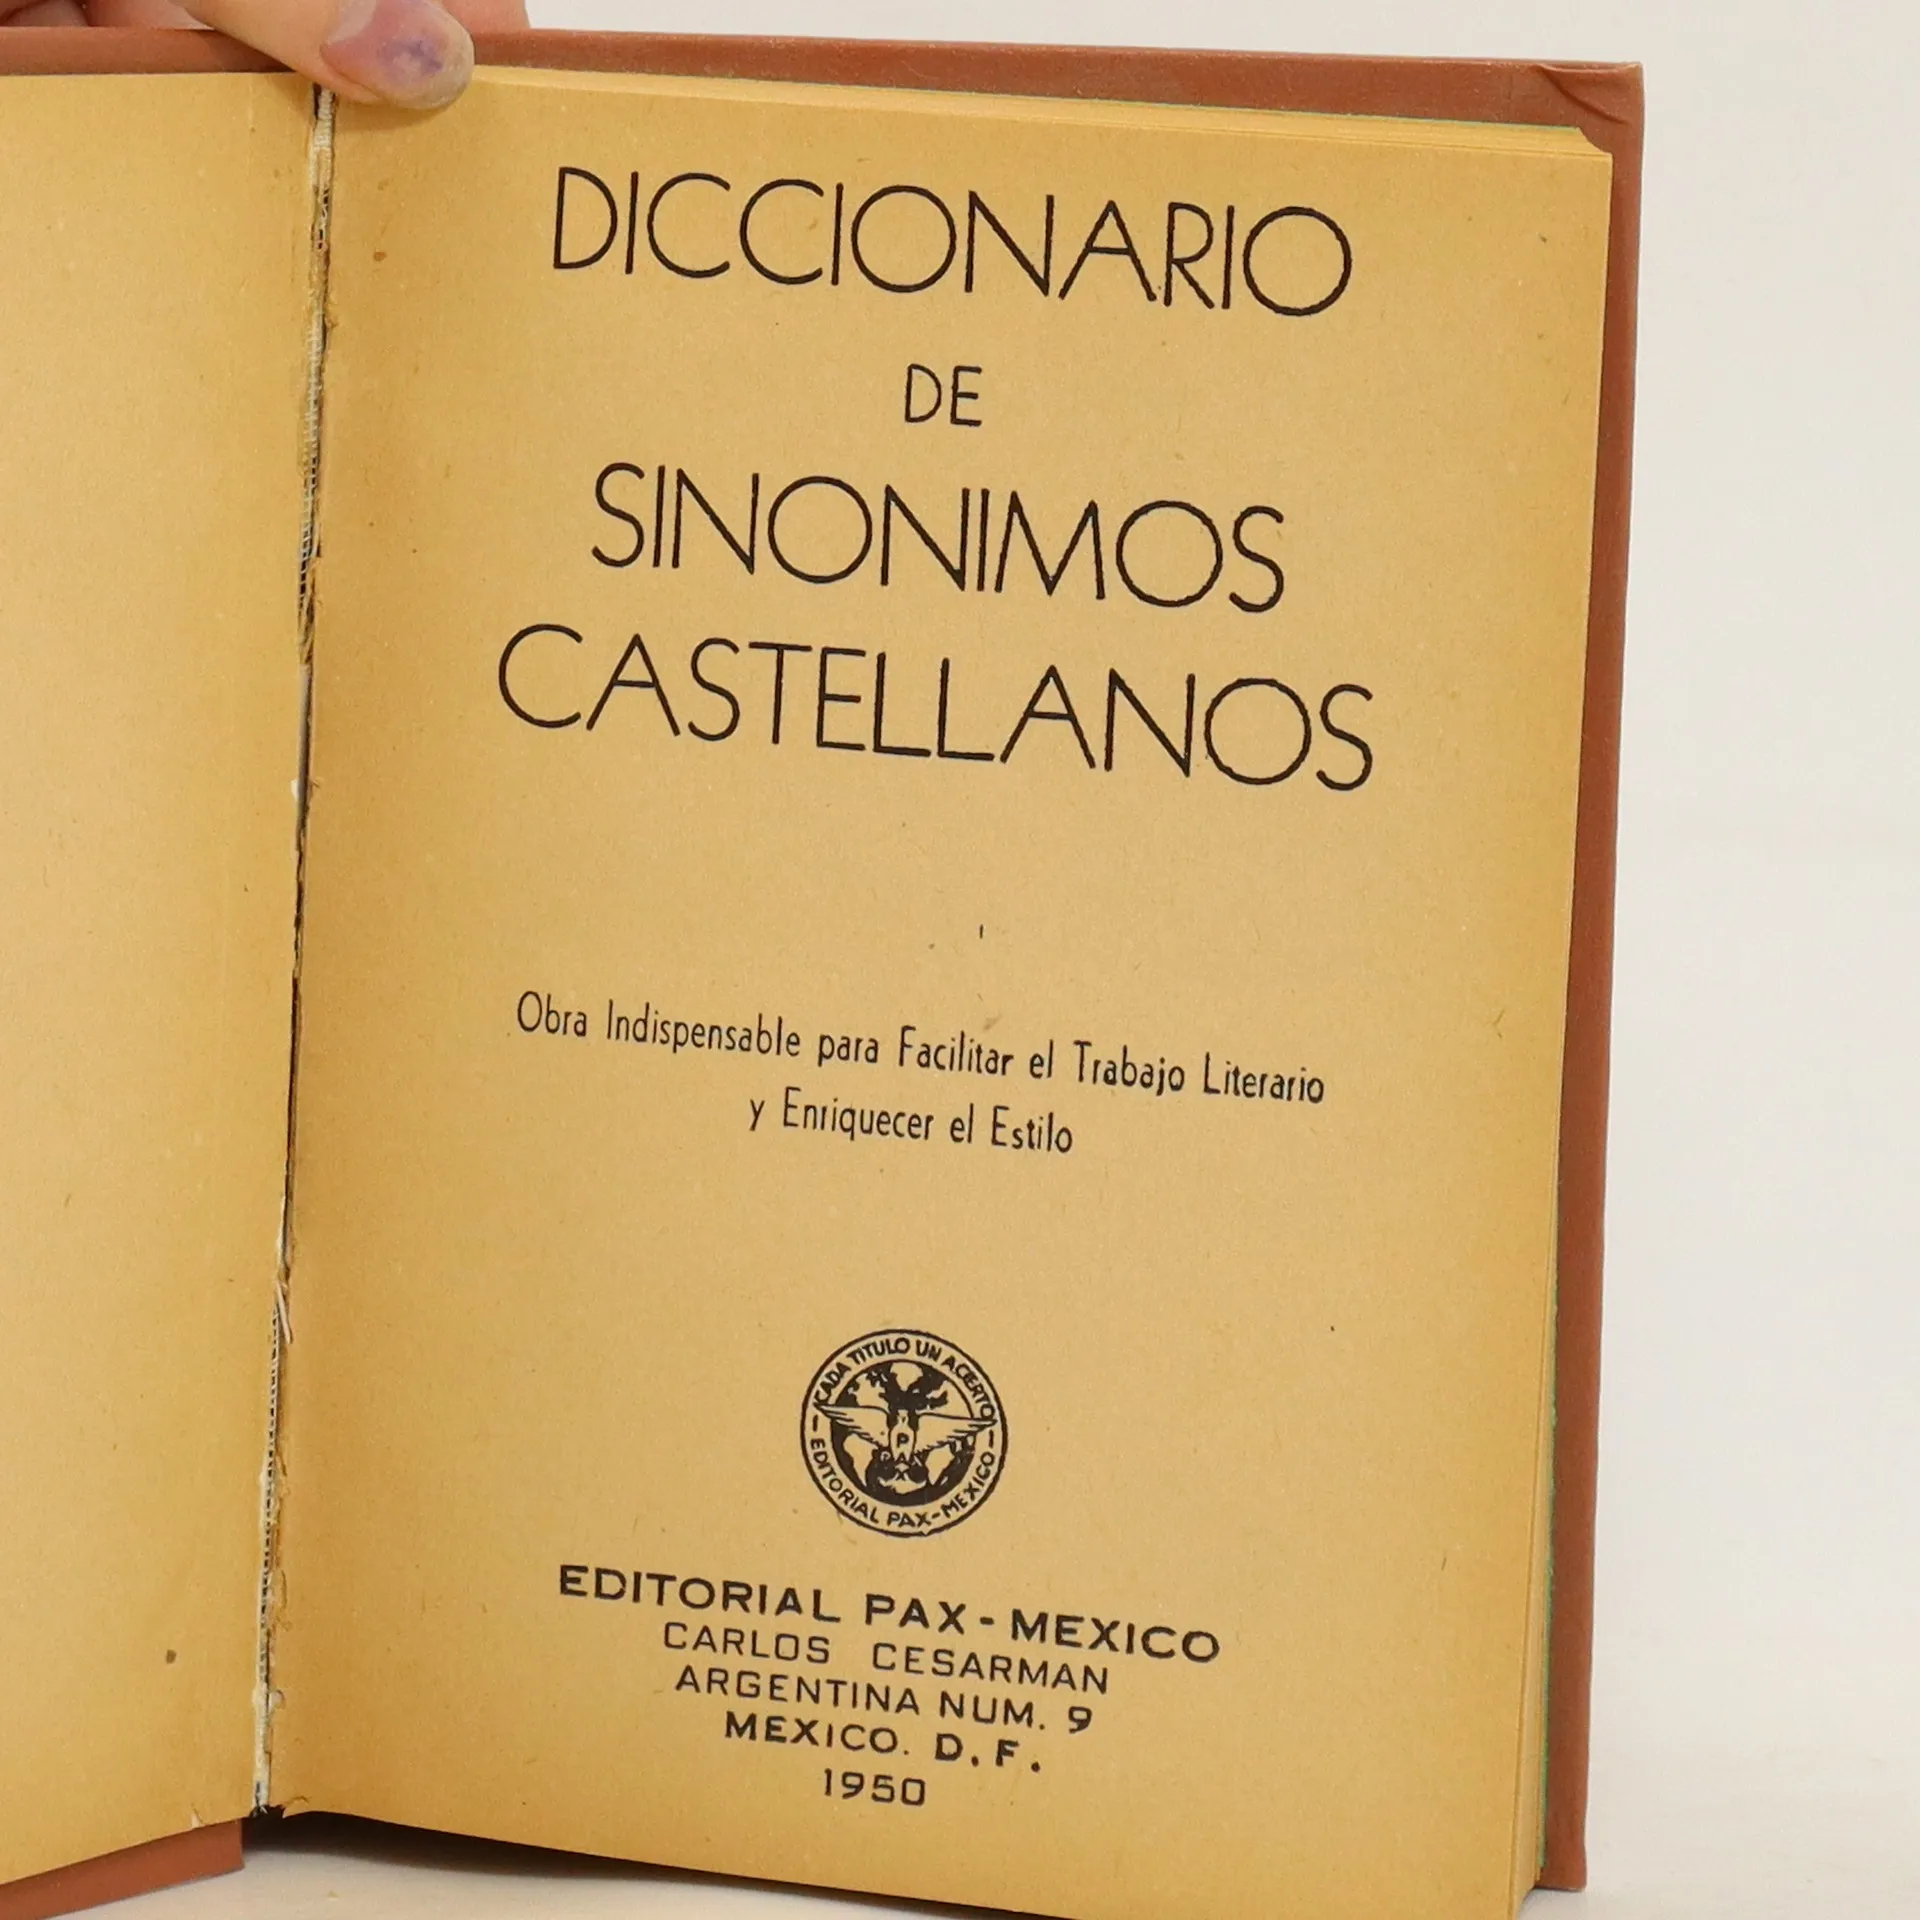 DICCIONARIO
DE
SINONIMOS
CASTELLANOS
Obra Indispensable para Facilitar el Trabajo Literario
y Enriquecer el Estilo
CADA TITULO UN ACIERTO
P
PAX
X
EDITORIAL PAX-MEXICO
EDITORIAL PAX - MEXICO
CARLOS CESARMAN
ARGENTINA NUM. 9
MEXICO. D. F.
1950